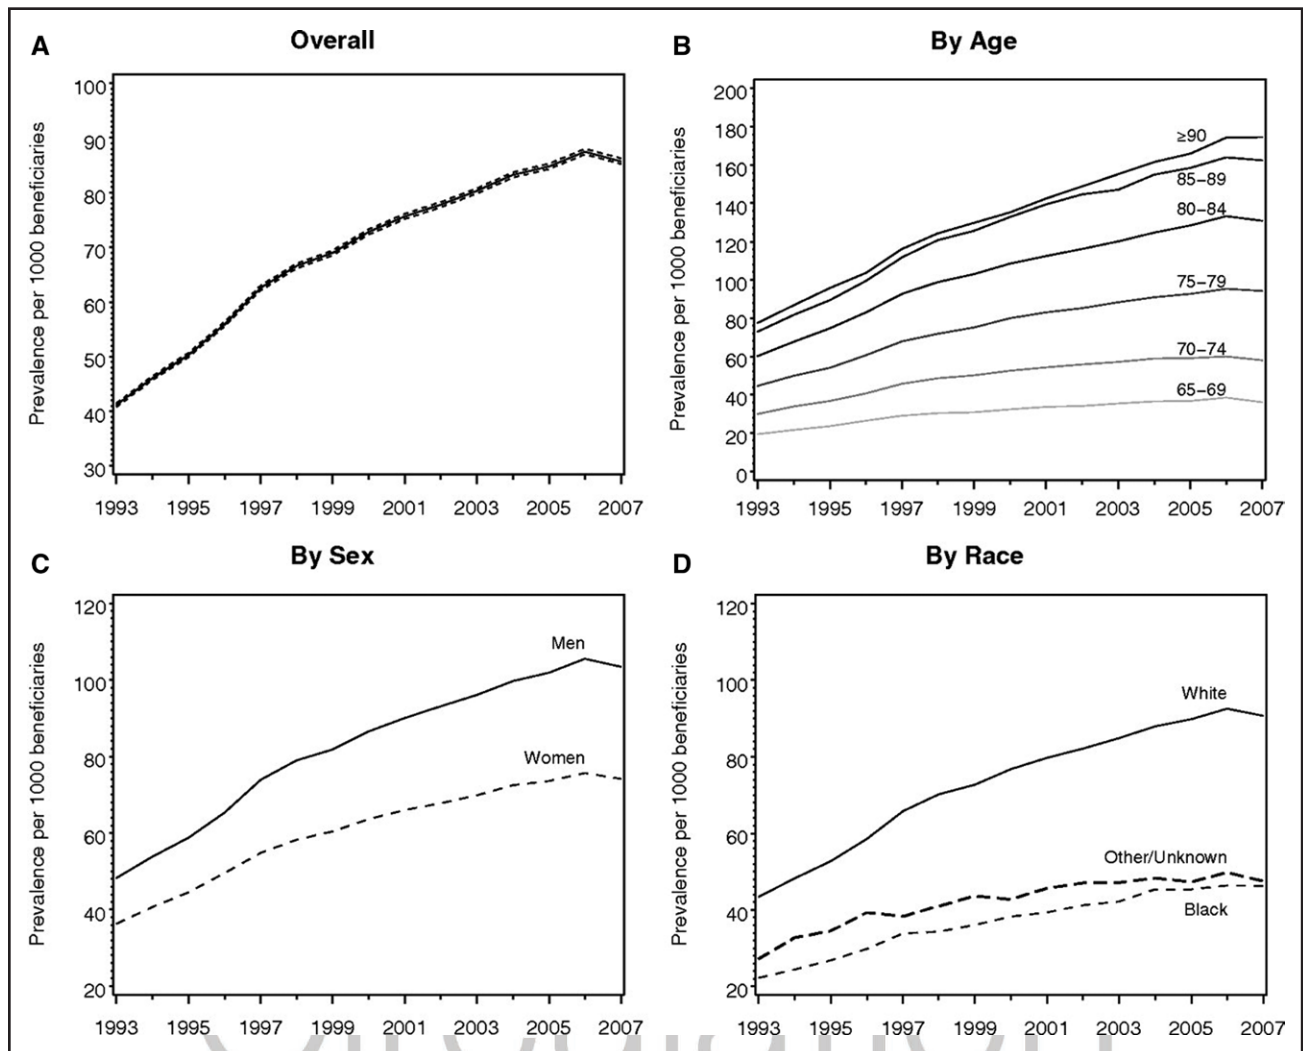 A
Overall
Prevalence per 1000 beneficiaries
100
90
80
70
60
50
40
30
1993 1995 1997 1999 2001 2003 2005 2007
B
By Age
Prevalence per 1000 beneficiaries
200
180
160
140
120
100
80
60
40
20
0
≥90
85–89
80–84
75–79
70–74
65–69
1993 1995 1997 1999 2001 2003 2005 2007
C
By Sex
Prevalence per 1000 beneficiaries
120
100
80
60
40
20
Men
Women
1993 1995 1997 1999 2001 2003 2005 2007
D
By Race
Prevalence per 1000 beneficiaries
120
100
80
60
40
20
White
Other/Unknown
Black
1993 1995 1997 1999 2001 2003 2005 2007